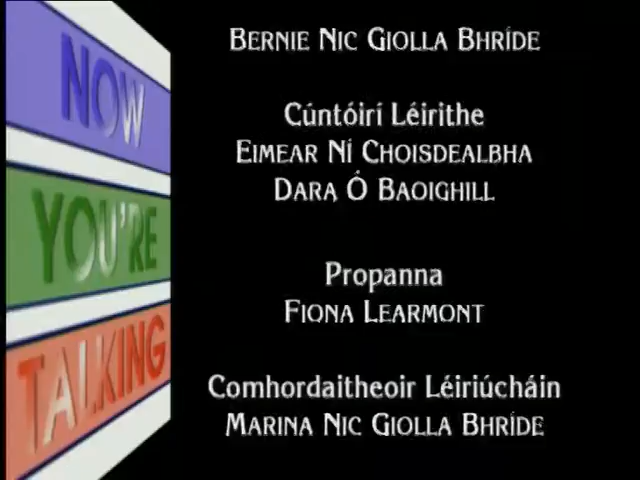 NOW
YOU'RE
TALKING
BERNIE NIC GIOLLA BHRÍDE
Cúntóirí Léirithe
EIMEAR NÍ CHOISDEALBHA
DARA Ó BAOIGHILL
Propanna
FIONA LEARMONT
Comhordaitheoir Léiriúcháin
MARINA NIC GIOLLA BHRÍDE